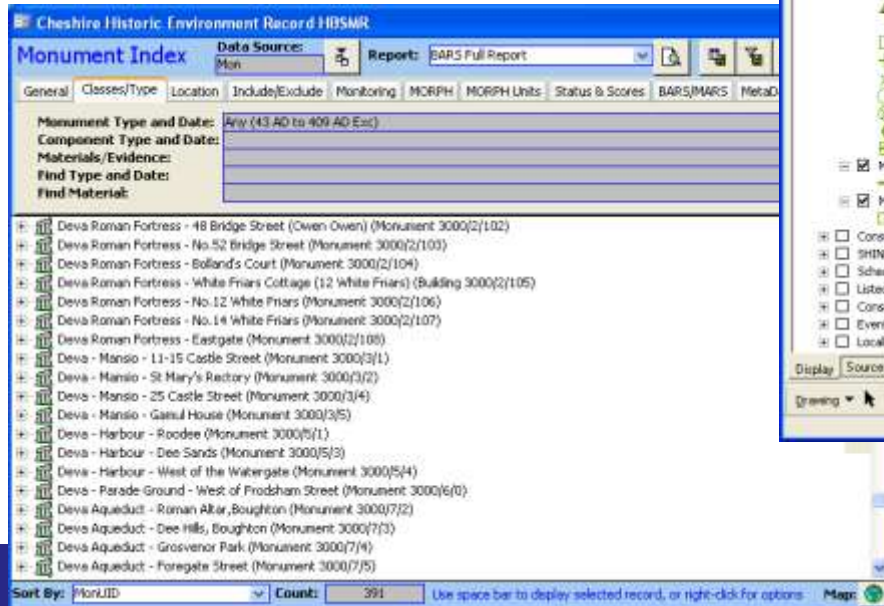 Cheshire Historic Environment Record HBSMR
Monument Index
Data Source:
Mon
Report: BARS Full Report
General Classes/Type Location Include/Exclude Monitoring MORPH MORPH Units Status & Scores BARS/MARS MetaD
Monument Type and Date: Any (43 AD to 409 AD Exc)
Component Type and Date:
Materials/Evidence:
Find Type and Date:
Find Material:
Deva Roman Fortress - 48 Bridge Street (Owen Owen) (Monument 3000/2/102)
Deva Roman Fortress - No.52 Bridge Street (Monument 3000/2/103)
Deva Roman Fortress - Bolland's Court (Monument 3000/2/104)
Deva Roman Fortress - White Friars Cottage (12 White Friars) (Building 3000/2/105)
Deva Roman Fortress - No.12 White Friars (Monument 3000/2/106)
Deva Roman Fortress - No.14 White Friars (Monument 3000/2/107)
Deva Roman Fortress - Eastgate (Monument 3000/2/108)
Deva - Mansio - 11-15 Castle Street (Monument 3000/3/1)
Deva - Mansio - St Mary's Rectory (Monument 3000/3/2)
Deva - Mansio - 25 Castle Street (Monument 3000/3/4)
Deva - Mansio - Gamul House (Monument 3000/3/5)
Deva - Harbour - Roodee (Monument 3000/5/1)
Deva - Harbour - Dee Sands (Monument 3000/5/3)
Deva - Harbour - West of the Watergate (Monument 3000/5/4)
Deva - Parade Ground - West of Frodsham Street (Monument 3000/6/0)
Deva Aqueduct - Roman Altar,Boughton (Monument 3000/7/2)
Deva Aqueduct - Dee Hills, Boughton (Monument 3000/7/3)
Deva Aqueduct - Grosvenor Park (Monument 3000/7/4)
Deva Aqueduct - Foregate Street (Monument 3000/7/5)
Sort By: MonUID Count: 391 Use space bar to display selected record, or right-click for options Map:
M
M
Cons
SHIN
Sche
Listed
Cons
Even
Local
Display Source
Drawing